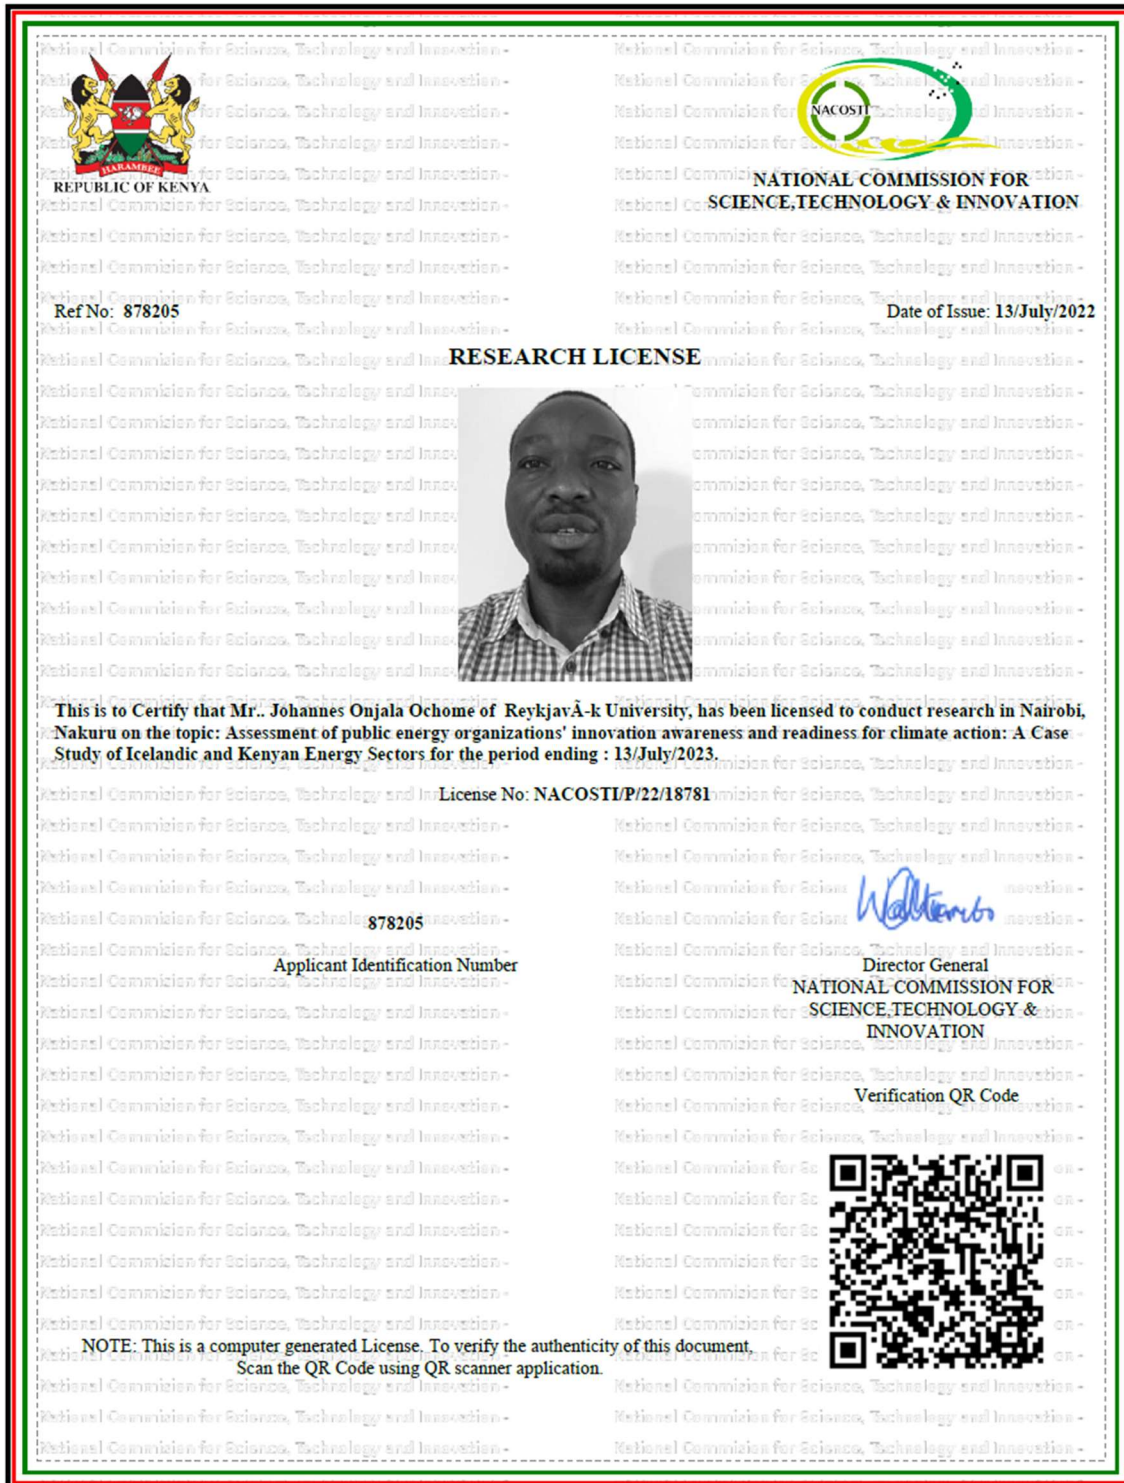 HARAMBEE
REPUBLIC OF KENYA
NACOSTI
NATIONAL COMMISSION FOR
SCIENCE,TECHNOLOGY & INNOVATION
Ref No: 878205
Date of Issue: 13/July/2022
RESEARCH LICENSE
This is to Certify that Mr.. Johannes Onjala Ochome of ReykjavÃ-k University, has been licensed to conduct research in Nairobi,
Nakuru on the topic: Assessment of public energy organizations' innovation awareness and readiness for climate action: A Case
Study of Icelandic and Kenyan Energy Sectors for the period ending : 13/July/2023.
License No: NACOSTI/P/22/18781
878205
Applicant Identification Number
Director General
NATIONAL COMMISSION FOR
SCIENCE,TECHNOLOGY &
INNOVATION
Verification QR Code
NOTE: This is a computer generated License. To verify the authenticity of this document,
Scan the QR Code using QR scanner application.